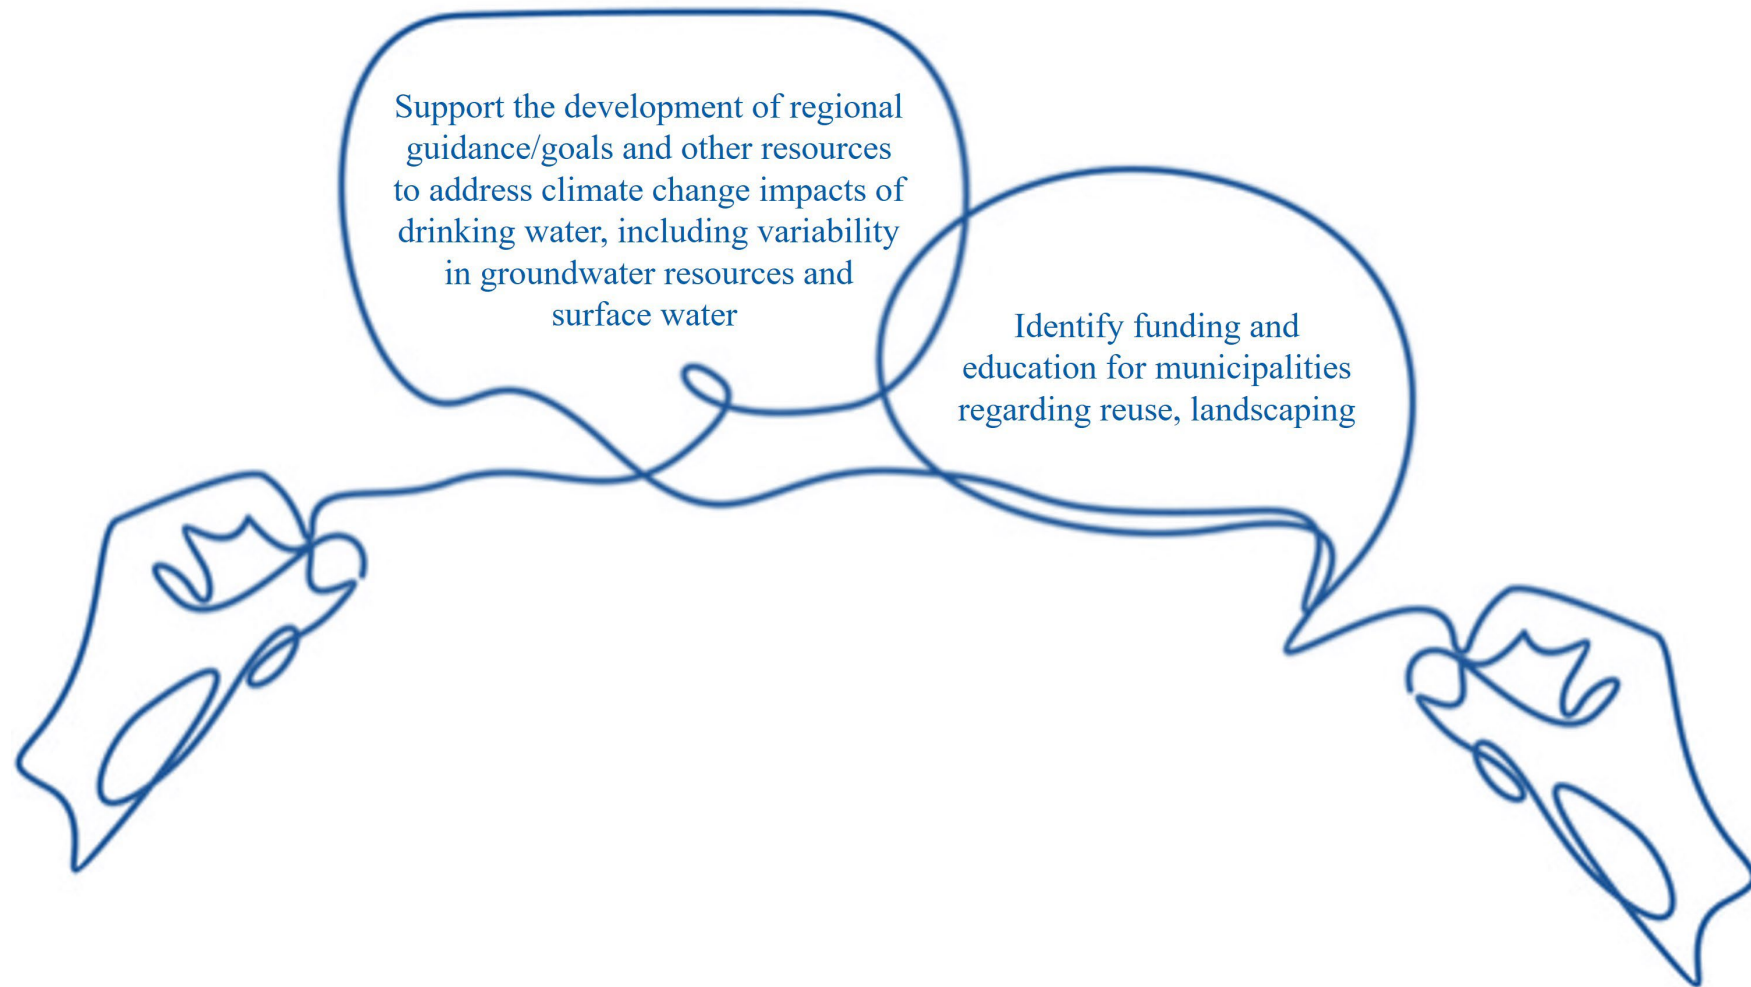 Support the development of regional
guidance/goals and other resources
to address climate change impacts of
drinking water, including variability
in groundwater resources and
surface water
Identify funding and
education for municipalities
regarding reuse, landscaping